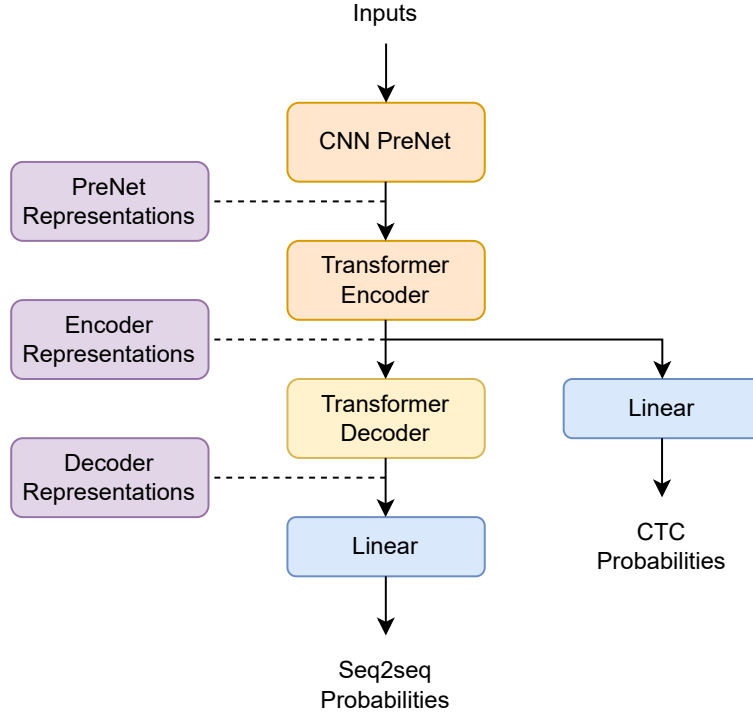 Inputs
CNN PreNet
PreNet
Representations
Transformer
Encoder
Encoder
Representations
Transformer
Decoder
Linear
Decoder
Representations
Linear
CTC
Probabilities
Seq2seq
Probabilities